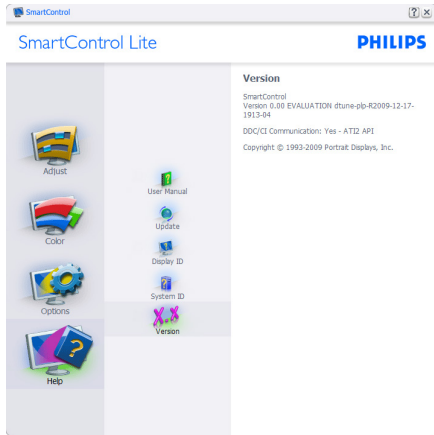 SmartControl
SmartControl Lite
PHILIPS
Adjust
Color
Options
Help
User Manual
Update
Display ID
System ID
X.X
Version
Version
SmartControl
Version 0.00 EVALUATION dtune-plp-R2009-12-17-
1913-04
DDC/CI Communication: Yes - ATI2 API
Copyright © 1993-2009 Portrait Displays, Inc.